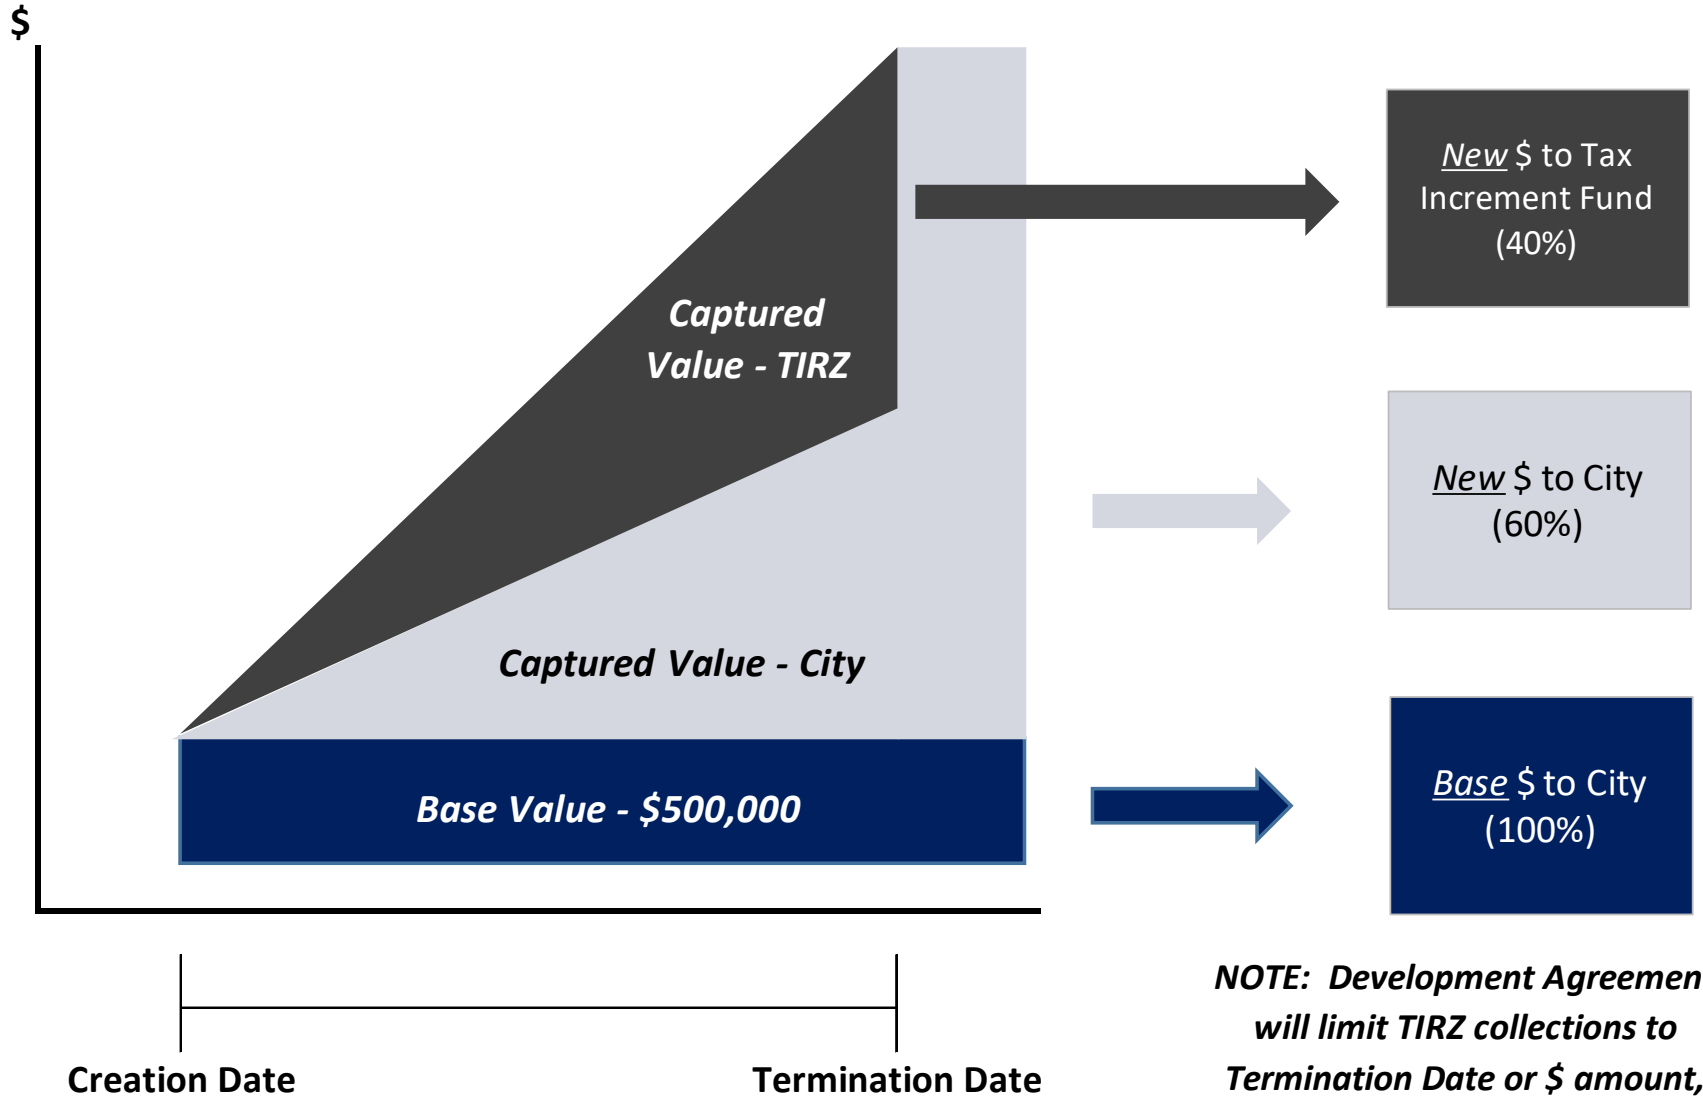 $
New $ to Tax
Increment Fund
(40%)
Captured
Value - TIRZ
New $ to City
(60%)
Captured Value - City
Base Value - $500,000
Base $ to City
(100%)
Creation Date
Termination Date
NOTE: Development Agreemen
will limit TIRZ collections to
Termination Date or $ amount,